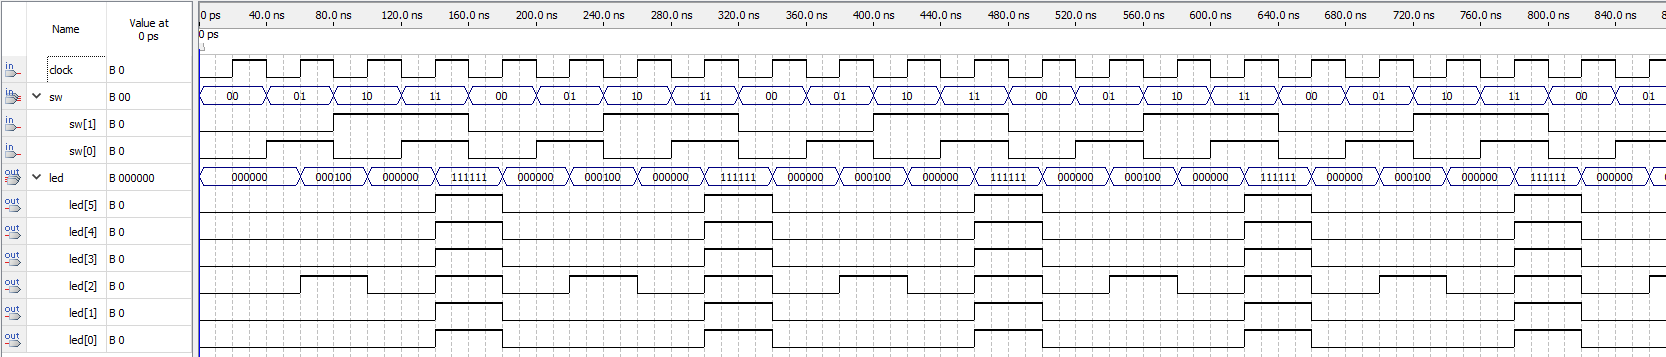 Name
Value at
0 ps
0 ps 40.0 ns 80.0 ns 120.0 ns 160.0 ns 200.0 ns 240.0 ns 280.0 ns 320.0 ns 360.0 ns 400.0 ns 440.0 ns 480.0 ns 520.0 ns 560.0 ns 600.0 ns 640.0 ns 680.0 ns 720.0 ns 760.0 ns 800.0 ns 840.0 ns 8
0 ps
in clock B 0
in sw B 00 00 01 10 11 00 01 10 11 00 01 10 11 00 01 10 11 00 01 10 11 00 01
in sw[1] B 0
in sw[0] B 0
out led B 000000 000000 000100 000000 111111 000000 000100 000000 111111 000000 000100 000000 111111 000000 000100 000000 111111 000000 000100 000000 111111 000000
out led[5] B 0
out led[4] B 0
out led[3] B 0
out led[2] B 0
out led[1] B 0
out led[0] B 0